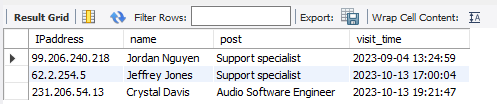 Result Grid Filter Rows: Export: Wrap Cell Content: IA
IPaddress name post visit_time
99.206.240.218 Jordan Nguyen Support specialist 2023-09-04 13:24:59
62.2.254.5 Jeffrey Jones Support specialist 2023-10-13 17:00:04
231.206.54.13 Crystal Davis Audio Software Engineer 2023-10-13 19:21:47